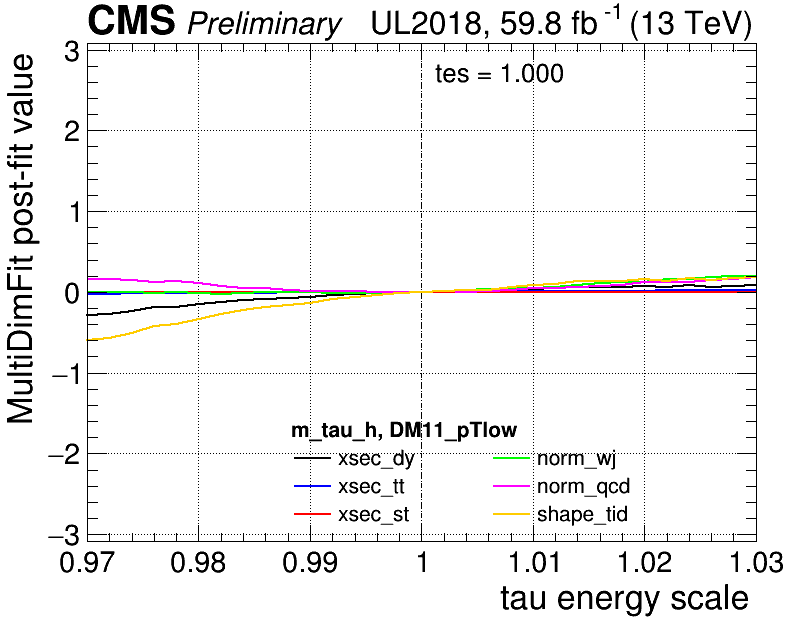 CMS Preliminary UL2018, 59.8 fb⁻¹ (13 TeV)
MultiDimFit post-fit value
3
2
1
0
−1
−2
−3
tes = 1.000
m_tau_h, DM11_pTlow
xsec_dy norm_wj
xsec_tt norm_qcd
xsec_st shape_tid
0.97 0.98 0.99 1 1.01 1.02 1.03
tau energy scale